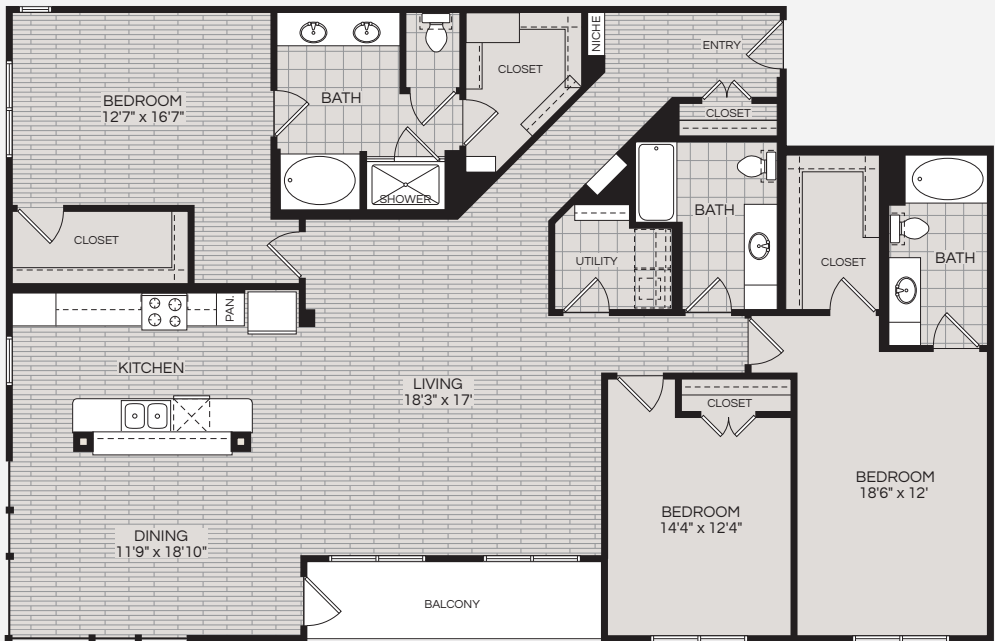 NICHE
ENTRY
CLOSET
BEDROOM
12'7" x 16'7"
BATH
CLOSET
SHOWER
BATH
CLOSET
UTILITY
CLOSET
BATH
PAN.
KITCHEN
LIVING
18'3" x 17'
CLOSET
BEDROOM
18'6" x 12'
BEDROOM
14'4" x 12'4"
DINING
11'9" x 18'10"
BALCONY